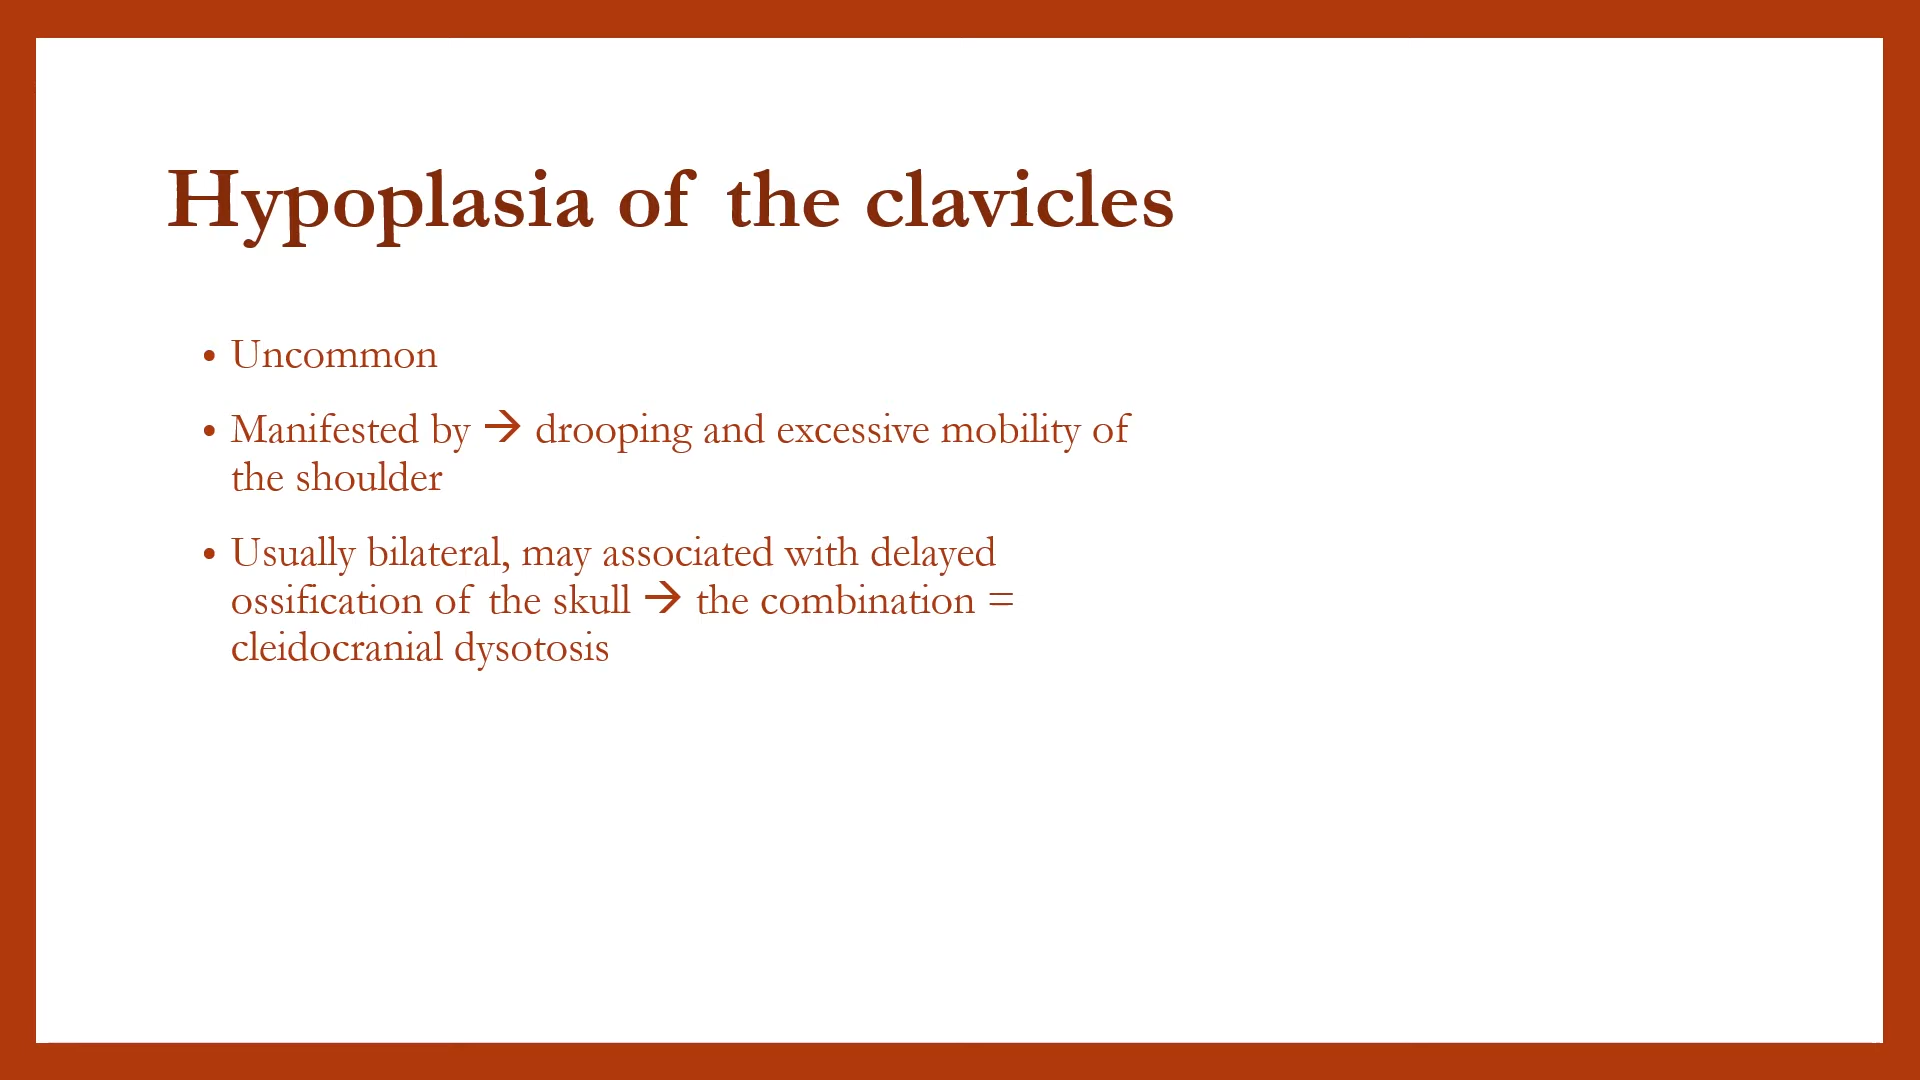 Hypoplasia of the clavicles
• Uncommon
• Manifested by → drooping and excessive mobility of
the shoulder
• Usually bilateral, may associated with delayed
ossification of the skull → the combination =
cleidocranial dysotosis